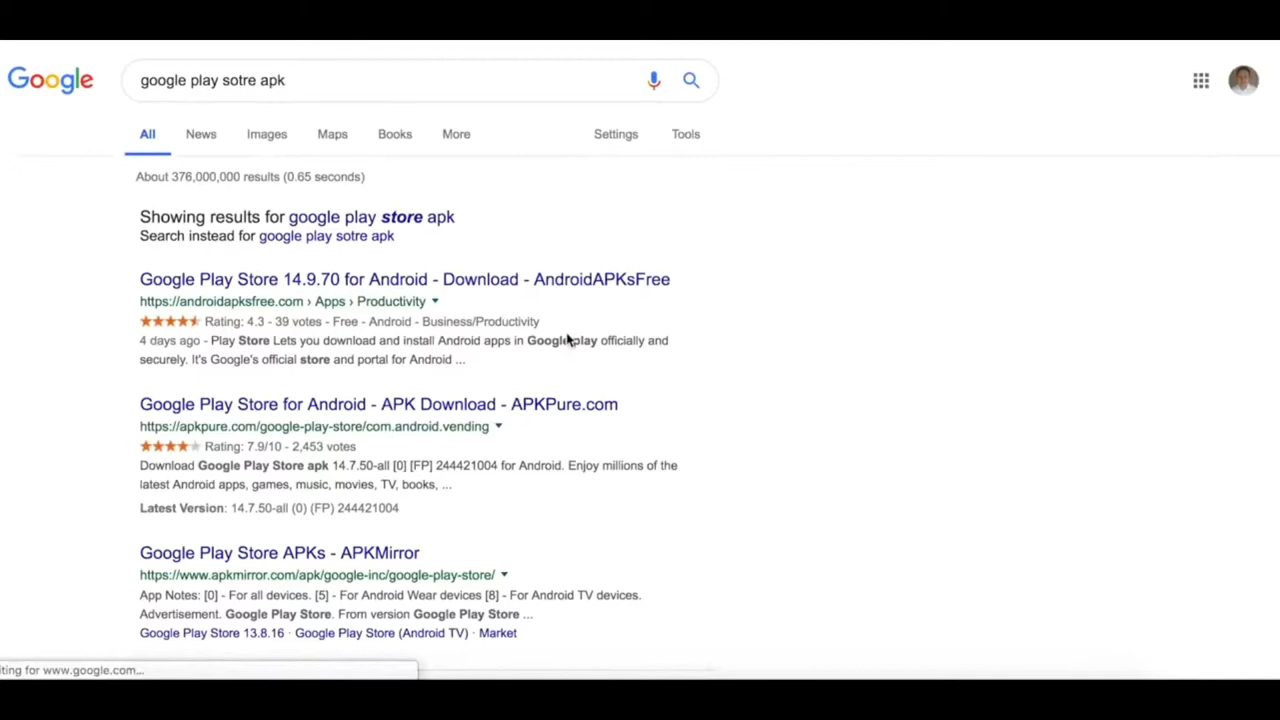 Google google play sotre apk
All News Images Maps Books More Settings Tools
About 376,000,000 results (0.65 seconds)
Showing results for google play store apk
Search instead for google play sotre apk
Google Play Store 14.9.70 for Android - Download - AndroidAPKsFree
https://androidapksfree.com › Apps › Productivity
Rating: 4.3 - 39 votes - Free - Android - Business/Productivity
4 days ago - Play Store Lets you download and install Android apps in Google play officially and
securely. It's Google's official store and portal for Android ...
Google Play Store for Android - APK Download - APKPure.com
https://apkpure.com/google-play-store/com.android.vending
Rating: 7.9/10 - 2,453 votes
Download Google Play Store apk 14.7.50-all [0] [FP] 244421004 for Android. Enjoy millions of the
latest Android apps, games, music, movies, TV, books, ...
Latest Version: 14.7.50-all (0) (FP) 244421004
Google Play Store APKs - APKMirror
https://www.apkmirror.com/apk/google-inc/google-play-store/
App Notes: [0] - For all devices. [5] - For Android Wear devices [8] - For Android TV devices.
Advertisement. Google Play Store. From version Google Play Store ...
Google Play Store 13.8.16 · Google Play Store (Android TV) · Market
iting for www.google.com...